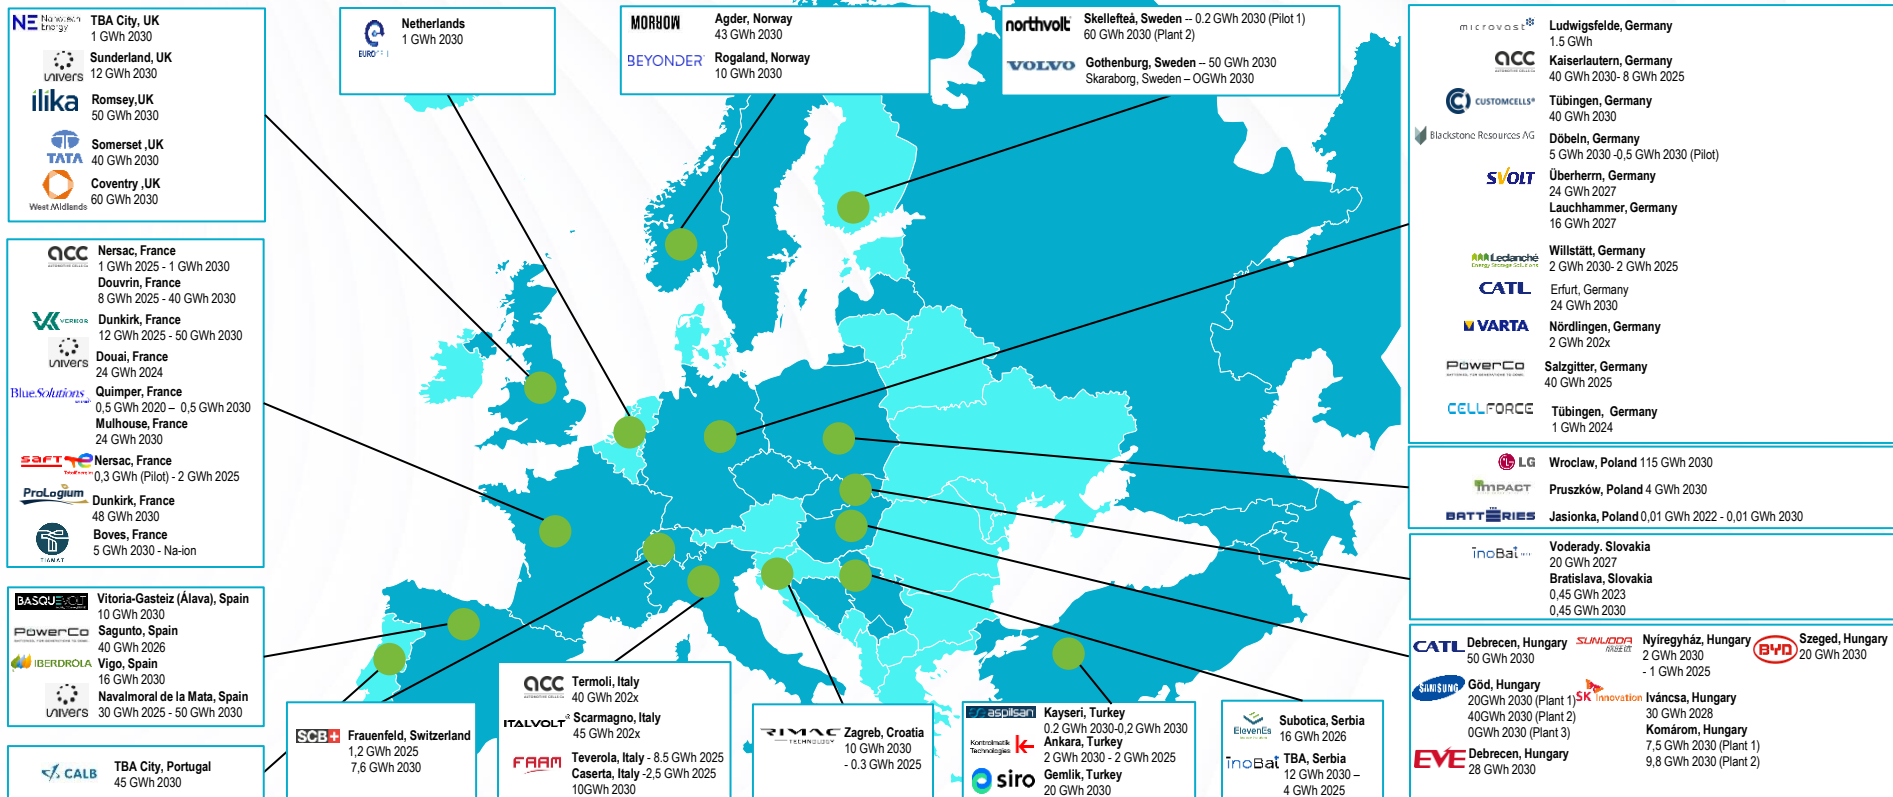 NE Nanotech Energy
TBA City, UK
1 GWh 2030
Sunderland, UK
12 GWh 2030
ilika
Romsey,UK
50 GWh 2030
TATA
Somerset ,UK
40 GWh 2030
West Midlands
Coventry ,UK
60 GWh 2030
Netherlands
1 GWh 2030
MORROW
Agder, Norway
43 GWh 2030
BEYONDER
Rogaland, Norway
10 GWh 2030
northvolt
Skellefteå, Sweden -- 0.2 GWh 2030 (Pilot 1)
60 GWh 2030 (Plant 2)
VOLVO
Gothenburg, Sweden – 50 GWh 2030
Skaraborg, Sweden – OGWh 2030
microvast
Ludwigsfelde, Germany
1.5 GWh
acc
Kaiserlautern, Germany
40 GWh 2030- 8 GWh 2025
CUSTOMCELLS
Tübingen, Germany
40 GWh 2030
Blackstone Resources AG
Döbeln, Germany
5 GWh 2030 -0,5 GWh 2030 (Pilot)
SVOLT
Überherrn, Germany
24 GWh 2027
Lauchhammer, Germany
16 GWh 2027
Leclanché
Energy Storage Solutions
Willstätt, Germany
2 GWh 2030- 2 GWh 2025
CATL
Erfurt, Germany
24 GWh 2030
VARTA
Nördlingen, Germany
2 GWh 202x
PowerCo
Salzgitter, Germany
40 GWh 2025
CELLFORCE
Tübingen, Germany
1 GWh 2024
acc
Nersac, France
1 GWh 2025 - 1 GWh 2030
Douvrin, France
8 GWh 2025 - 40 GWh 2030
VERKOR
Dunkirk, France
12 GWh 2025 - 50 GWh 2030
Douai, France
24 GWh 2024
BlueSolutions
Quimper, France
0,5 GWh 2020 – 0,5 GWh 2030
Mulhouse, France
24 GWh 2030
saft
Nersac, France
0,3 GWh (Pilot) - 2 GWh 2025
ProLogium
Dunkirk, France
48 GWh 2030
TIAMAT
Boves, France
5 GWh 2030 - Na-ion
LG
Wroclaw, Poland 115 GWh 2030
IMPACT
Pruszków, Poland 4 GWh 2030
BATTERIES
Jasionka, Poland 0,01 GWh 2022 - 0,01 GWh 2030
inoBat
Voderady. Slovakia
20 GWh 2027
Bratislava, Slovakia
0,45 GWh 2023
0,45 GWh 2030
BASQUEVOLT
Vitoria-Gasteiz (Álava), Spain
10 GWh 2030
PowerCo
Sagunto, Spain
40 GWh 2026
IBERDROLA
Vigo, Spain
16 GWh 2030
Navalmoral de la Mata, Spain
30 GWh 2025 - 50 GWh 2030
CALB
TBA City, Portugal
45 GWh 2030
SCB
Frauenfeld, Switzerland
1,2 GWh 2025
7,6 GWh 2030
acc
Termoli, Italy
40 GWh 202x
ITALVOLT
Scarmagno, Italy
45 GWh 202x
FAAM
Teverola, Italy - 8.5 GWh 2025
Caserta, Italy -2,5 GWh 2025
10GWh 2030
RIMAC
TECHNOLOGY
Zagreb, Croatia
10 GWh 2030
- 0.3 GWh 2025
aspilsan
Kayseri, Turkey
0.2 GWh 2030-0,2 GWh 2030
Kontrolmatik
Technologies
Ankara, Turkey
2 GWh 2030 - 2 GWh 2025
siro
Gemlik, Turkey
20 GWh 2030
ElevenEs
Subotica, Serbia
16 GWh 2026
inoBat
TBA, Serbia
12 GWh 2030 –
4 GWh 2025
CATL
Debrecen, Hungary
50 GWh 2030
SUNWODA
Nyíregyház, Hungary
2 GWh 2030
- 1 GWh 2025
BYD
Szeged, Hungary
20 GWh 2030
SAMSUNG
Göd, Hungary
20GWh 2030 (Plant 1)
40GWh 2030 (Plant 2)
0GWh 2030 (Plant 3)
SK innovation
Iváncsa, Hungary
30 GWh 2028
Komárom, Hungary
7,5 GWh 2030 (Plant 1)
9,8 GWh 2030 (Plant 2)
EVE
Debrecen, Hungary
28 GWh 2030